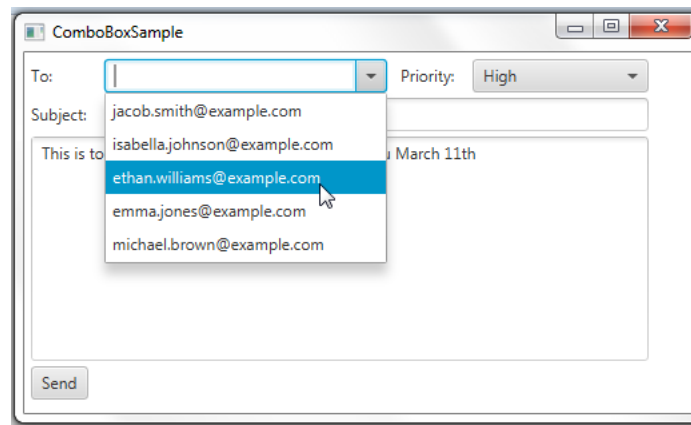 ComboBoxSample
To: Priority: High
jacob.smith@example.com
Subject:
isabella.johnson@example.com
This is to March 11th
ethan.williams@example.com
emma.jones@example.com
michael.brown@example.com
Send